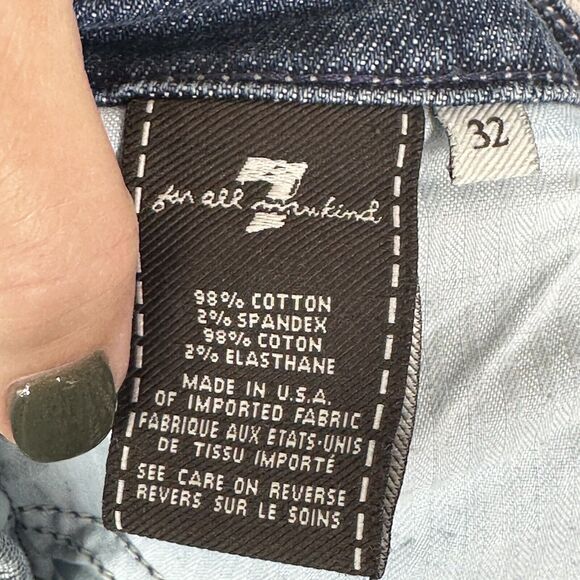 32
7
for all mankind
98% COTTON
2% SPANDEX
98% COTON
2% ELASTHANE
MADE IN U.S.A.
OF IMPORTED FABRIC
FABRIQUE AUX ETATS-UNIS
DE TISSU IMPORTÉ
SEE CARE ON REVERSE
REVERS SUR LE SOINS